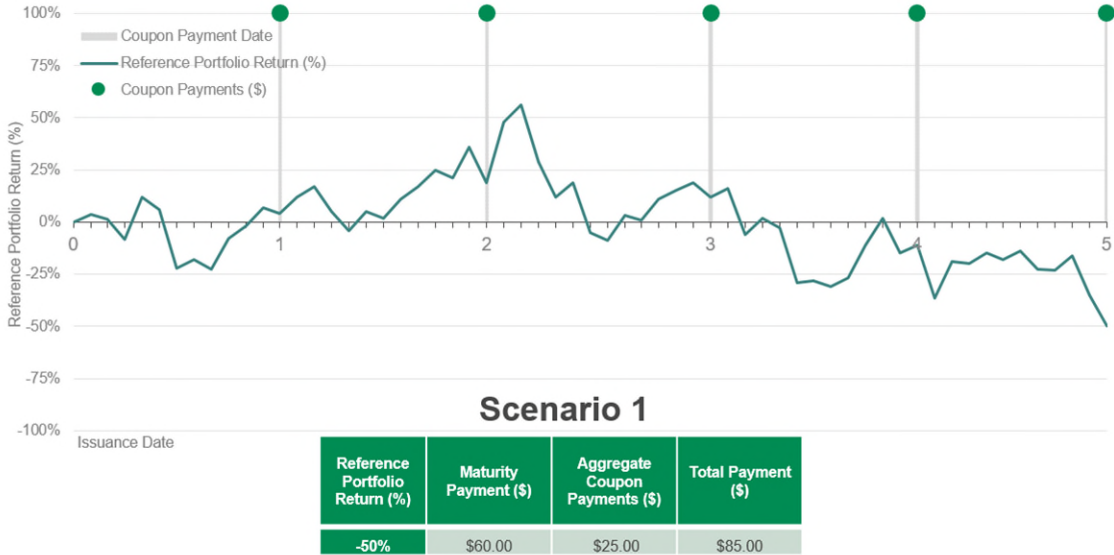 100%
Coupon Payment Date
75%
Reference Portfolio Return (%)
Coupon Payments ($)
50%
25%
0%
0 1 2 3 4 5
-25%
-50%
-75%
-100%
Reference Portfolio Return (%)
Issuance Date
Scenario 1
Reference
Portfolio
Return (%)
Maturity
Payment ($)
Aggregate
Coupon
Payments ($)
Total Payment
($)
-50% $60.00 $25.00 $85.00